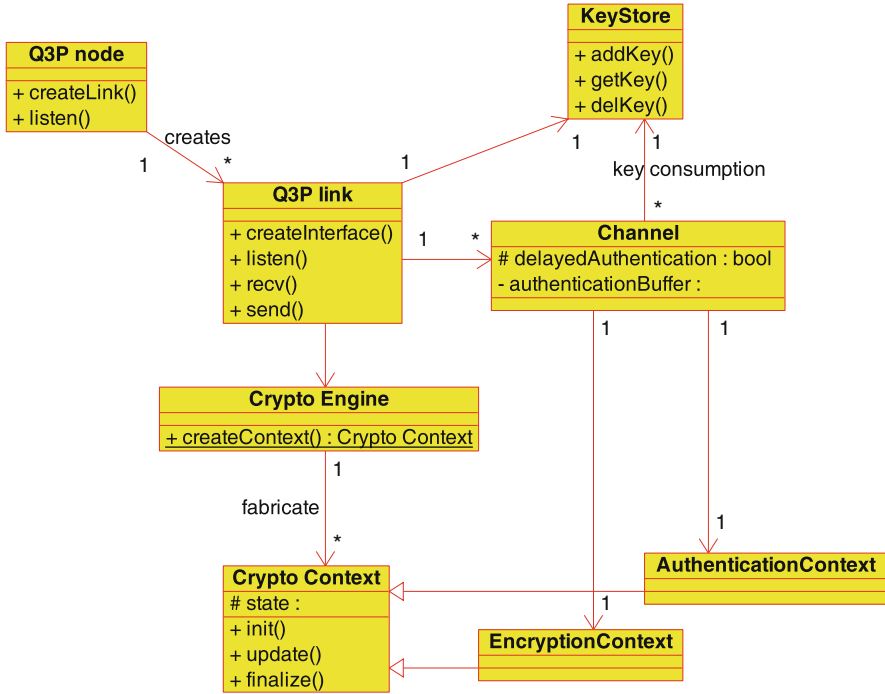 KeyStore
+ addKey()
+ getKey()
+ delKey()
Q3P node
+ createLink()
+ listen()
creates
1
*
1
1
1
key consumption
*
Q3P link
+ createInterface()
+ listen()
+ recv()
+ send()
1
*
Channel
# delayedAuthentication : bool
- authenticationBuffer :
1
1
Crypto Engine
+ createContext() : Crypto Context
1
fabricate
*
1
AuthenticationContext
Crypto Context
# state :
+ init()
+ update()
+ finalize()
1
EncryptionContext